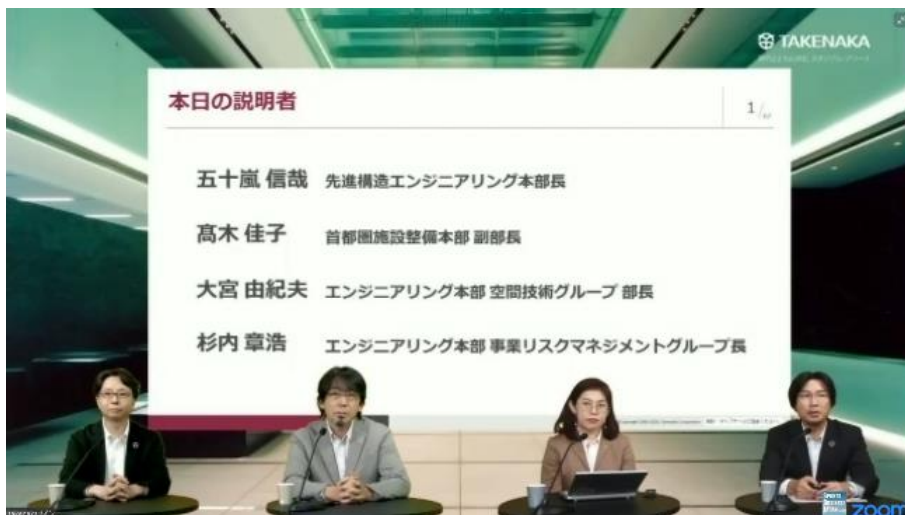 TAKENAKA
本日の説明者
1/
五十嵐 信哉 先進構造エンジニアリング本部長
髙木 佳子 首都圏施設整備本部 副部長
大宮 由紀夫 エンジニアリング本部 空間技術グループ 部長
杉内 章浩 エンジニアリング本部 事業リスクマネジメントグループ長
zoom